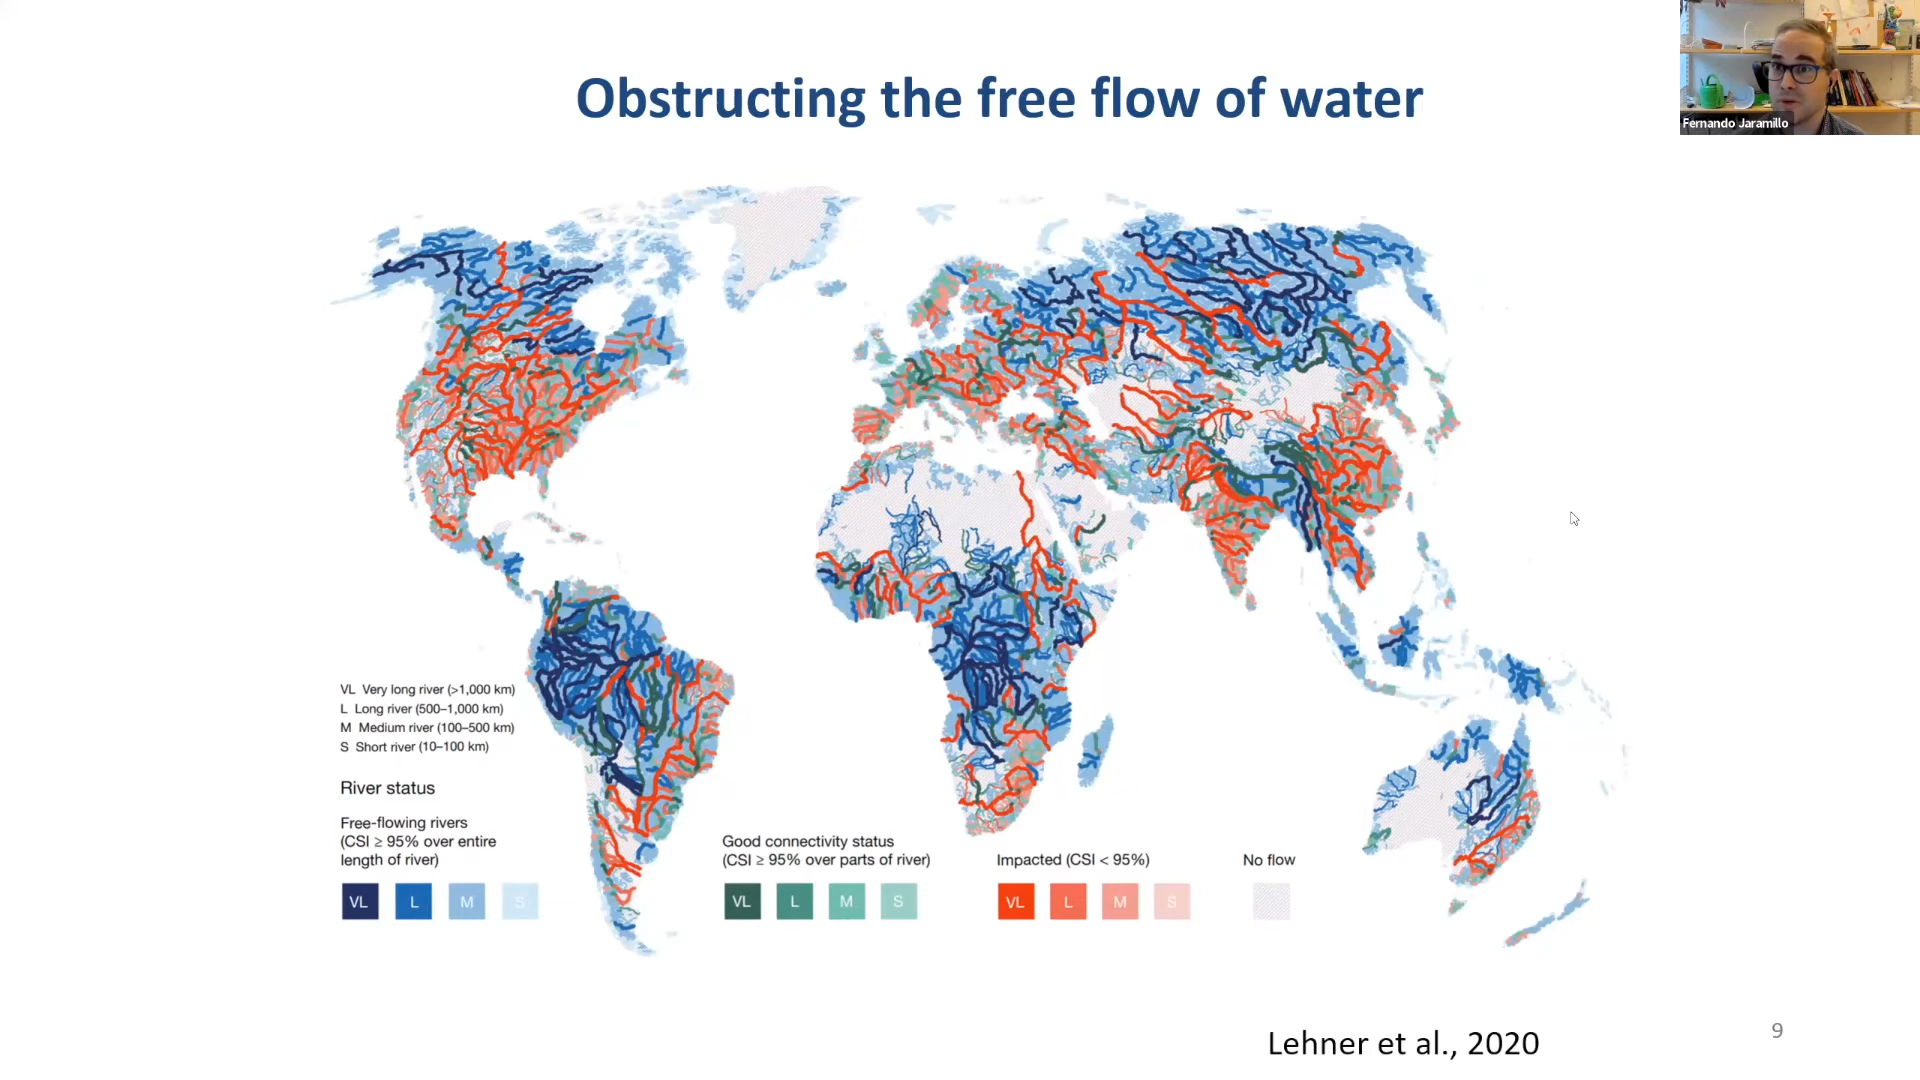 Obstructing the free flow of water
Fernando Jaramillo
VL Very long river (>1,000 km)
L Long river (500–1,000 km)
M Medium river (100–500 km)
S Short river (10–100 km)
River status
Free-flowing rivers
(CSI ≥ 95% over entire
length of river)
VL L M S
Good connectivity status
(CSI ≥ 95% over parts of river)
VL L M S
Impacted (CSI < 95%)
VL L M S
No flow
Lehner et al., 2020
9